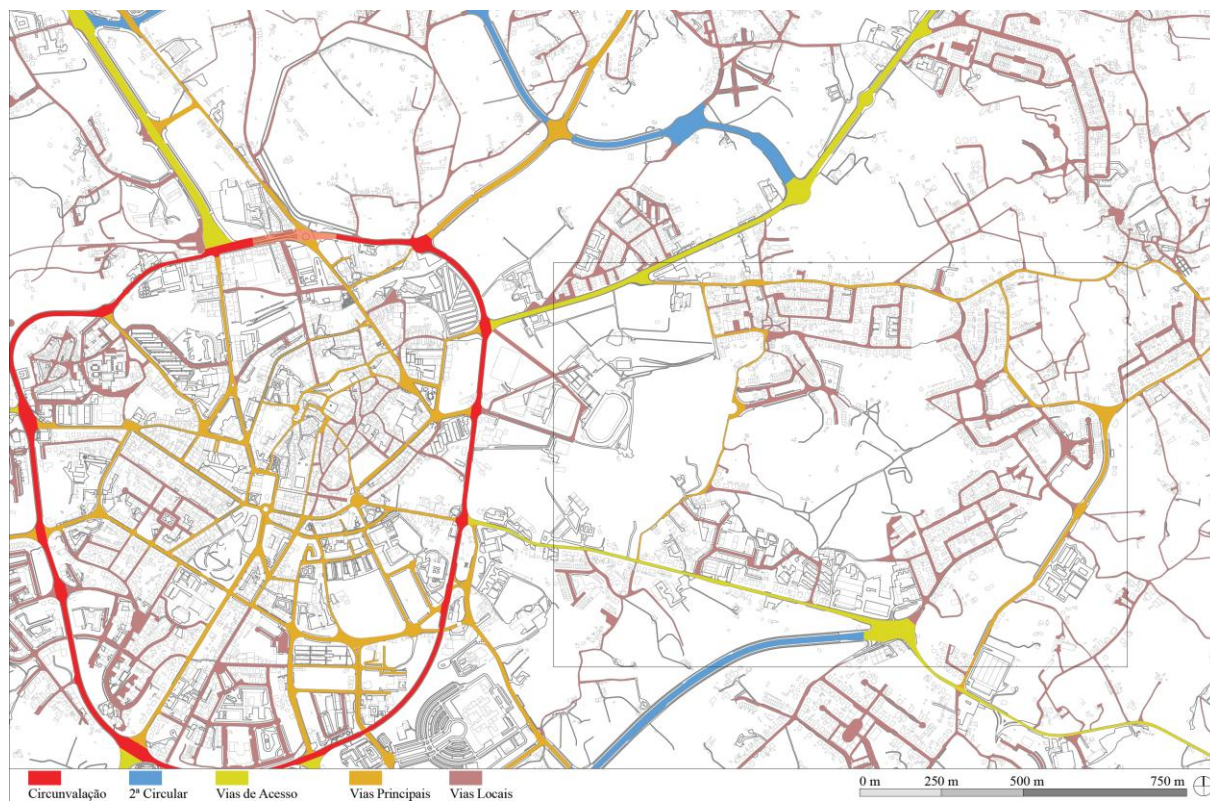 Circunvalação
2ª Circular
Vias de Acesso
Vias Principais
Vias Locais
0 m
250 m
500 m
750 m